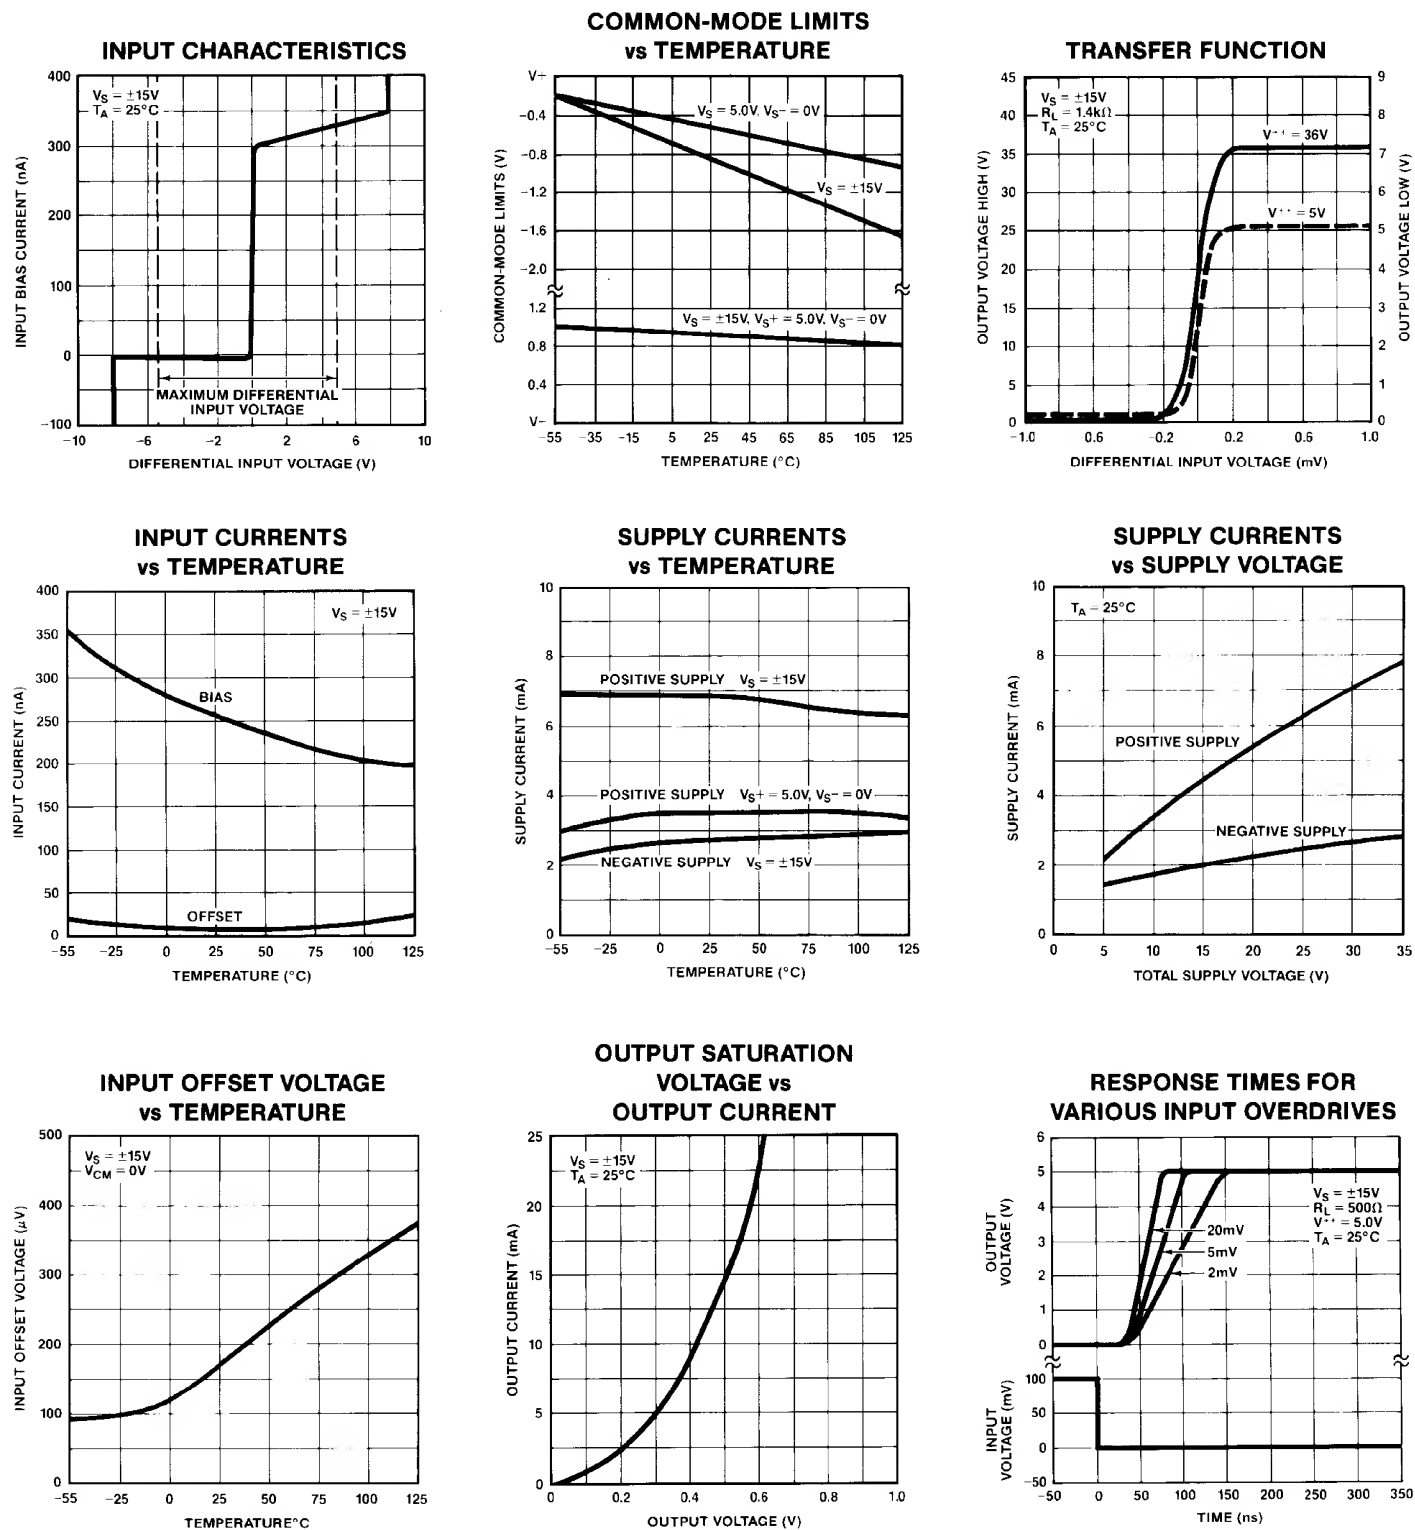 INPUT CHARACTERISTICS
400
300
200
100
0
-100
INPUT BIAS CURRENT (nA)
VS = ±15V
TA = 25°C
MAXIMUM DIFFERENTIAL
INPUT VOLTAGE
-10
-6
-2
2
6
10
DIFFERENTIAL INPUT VOLTAGE (V)
COMMON-MODE LIMITS
vs TEMPERATURE
V+
-0.4
-0.8
-1.2
-1.6
-2.0
1.2
0.8
0.4
V-
COMMON-MODE LIMITS (V)
VS = 5.0V, VS- = 0V
VS = ±15V
VS = ±15V, VS+ = 5.0V, VS- = 0V
-55
-35
-15
5
25
45
65
85
105
125
TEMPERATURE (°C)
TRANSFER FUNCTION
45
40
35
30
25
20
15
10
5
0
OUTPUT VOLTAGE HIGH (V)
VS = ±15V
RL = 1.4kΩ
TA = 25°C
V++ = 36V
V++ = 5V
9
8
7
6
5
4
3
2
1
0
OUTPUT VOLTAGE LOW (V)
-1.0
0.6
-0.2
0.2
0.6
1.0
DIFFERENTIAL INPUT VOLTAGE (mV)
INPUT CURRENTS
vs TEMPERATURE
400
350
300
250
200
150
100
50
0
INPUT CURRENT (nA)
VS = ±15V
BIAS
OFFSET
-55
-25
0
25
50
75
100
125
TEMPERATURE (°C)
SUPPLY CURRENTS
vs TEMPERATURE
10
8
6
4
2
0
SUPPLY CURRENT (mA)
POSITIVE SUPPLY VS = ±15V
POSITIVE SUPPLY VS+ = 5.0V, VS- = 0V
NEGATIVE SUPPLY VS = ±15V
-55
-25
0
25
50
75
100
125
TEMPERATURE (°C)
SUPPLY CURRENTS
vs SUPPLY VOLTAGE
10
8
6
4
2
0
SUPPLY CURRENT (mA)
TA = 25°C
POSITIVE SUPPLY
NEGATIVE SUPPLY
0
5
10
15
20
25
30
35
TOTAL SUPPLY VOLTAGE (V)
INPUT OFFSET VOLTAGE
vs TEMPERATURE
500
400
300
200
100
0
INPUT OFFSET VOLTAGE (μV)
VS = ±15V
VCM = 0V
-55
-25
0
25
50
75
100
125
TEMPERATURE°C
OUTPUT SATURATION
VOLTAGE vs
OUTPUT CURRENT
25
20
15
10
5
0
OUTPUT CURRENT (mA)
VS = ±15V
TA = 25°C
0
0.2
0.4
0.6
0.8
1.0
OUTPUT VOLTAGE (V)
RESPONSE TIMES FOR
VARIOUS INPUT OVERDRIVES
6
5
4
3
2
1
0
OUTPUT
VOLTAGE (V)
VS = ±15V
RL = 500Ω
V++ = 5.0V
TA = 25°C
20mV
5mV
2mV
100
50
0
-50
INPUT
VOLTAGE (mV)
-50
0
50
100
150
200
250
300
350
TIME (ns)